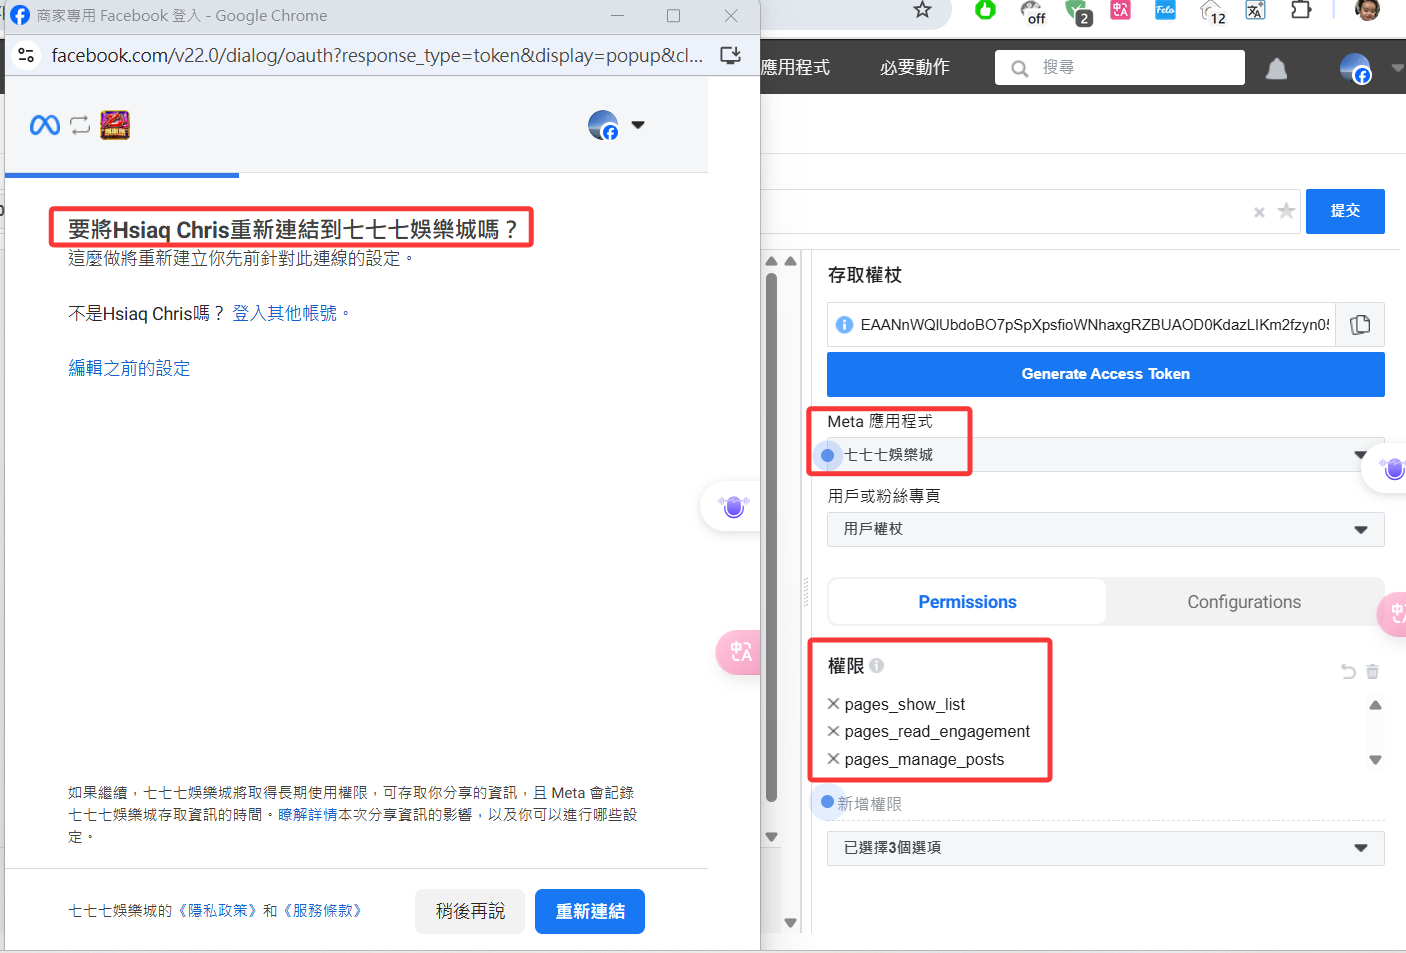 商家專用 Facebook 登入 - Google Chrome
facebook.com/v22.0/dialog/oauth?response_type=token&display=popup&cl...
要將Hsiaq Chris重新連結到七七七娛樂城嗎？
這麼做將重新建立你先前針對此連線的設定。
不是Hsiaq Chris嗎？ 登入其他帳號。
編輯之前的設定
如果繼續，七七七娛樂城將取得長期使用權限，可存取你分享的資訊，且 Meta 會記錄
七七七娛樂城存取資訊的時間。瞭解詳情本次分享資訊的影響，以及你可以進行哪些設
定。
七七七娛樂城的《隱私政策》和《服務條款》
稍後再說
重新連結
off
2
中A
Felo
12
應用程式
必要動作
搜尋
提交
存取權杖
EAANnWQlUbdoBO7pSpXpsfioWNhaxgRZBUAOD0KdazLIKm2fzyn05
Generate Access Token
Meta 應用程式
七七七娛樂城
用戶或粉絲專頁
用戶權杖
Permissions
Configurations
權限
pages_show_list
pages_read_engagement
pages_manage_posts
新增權限
已選擇3個選項